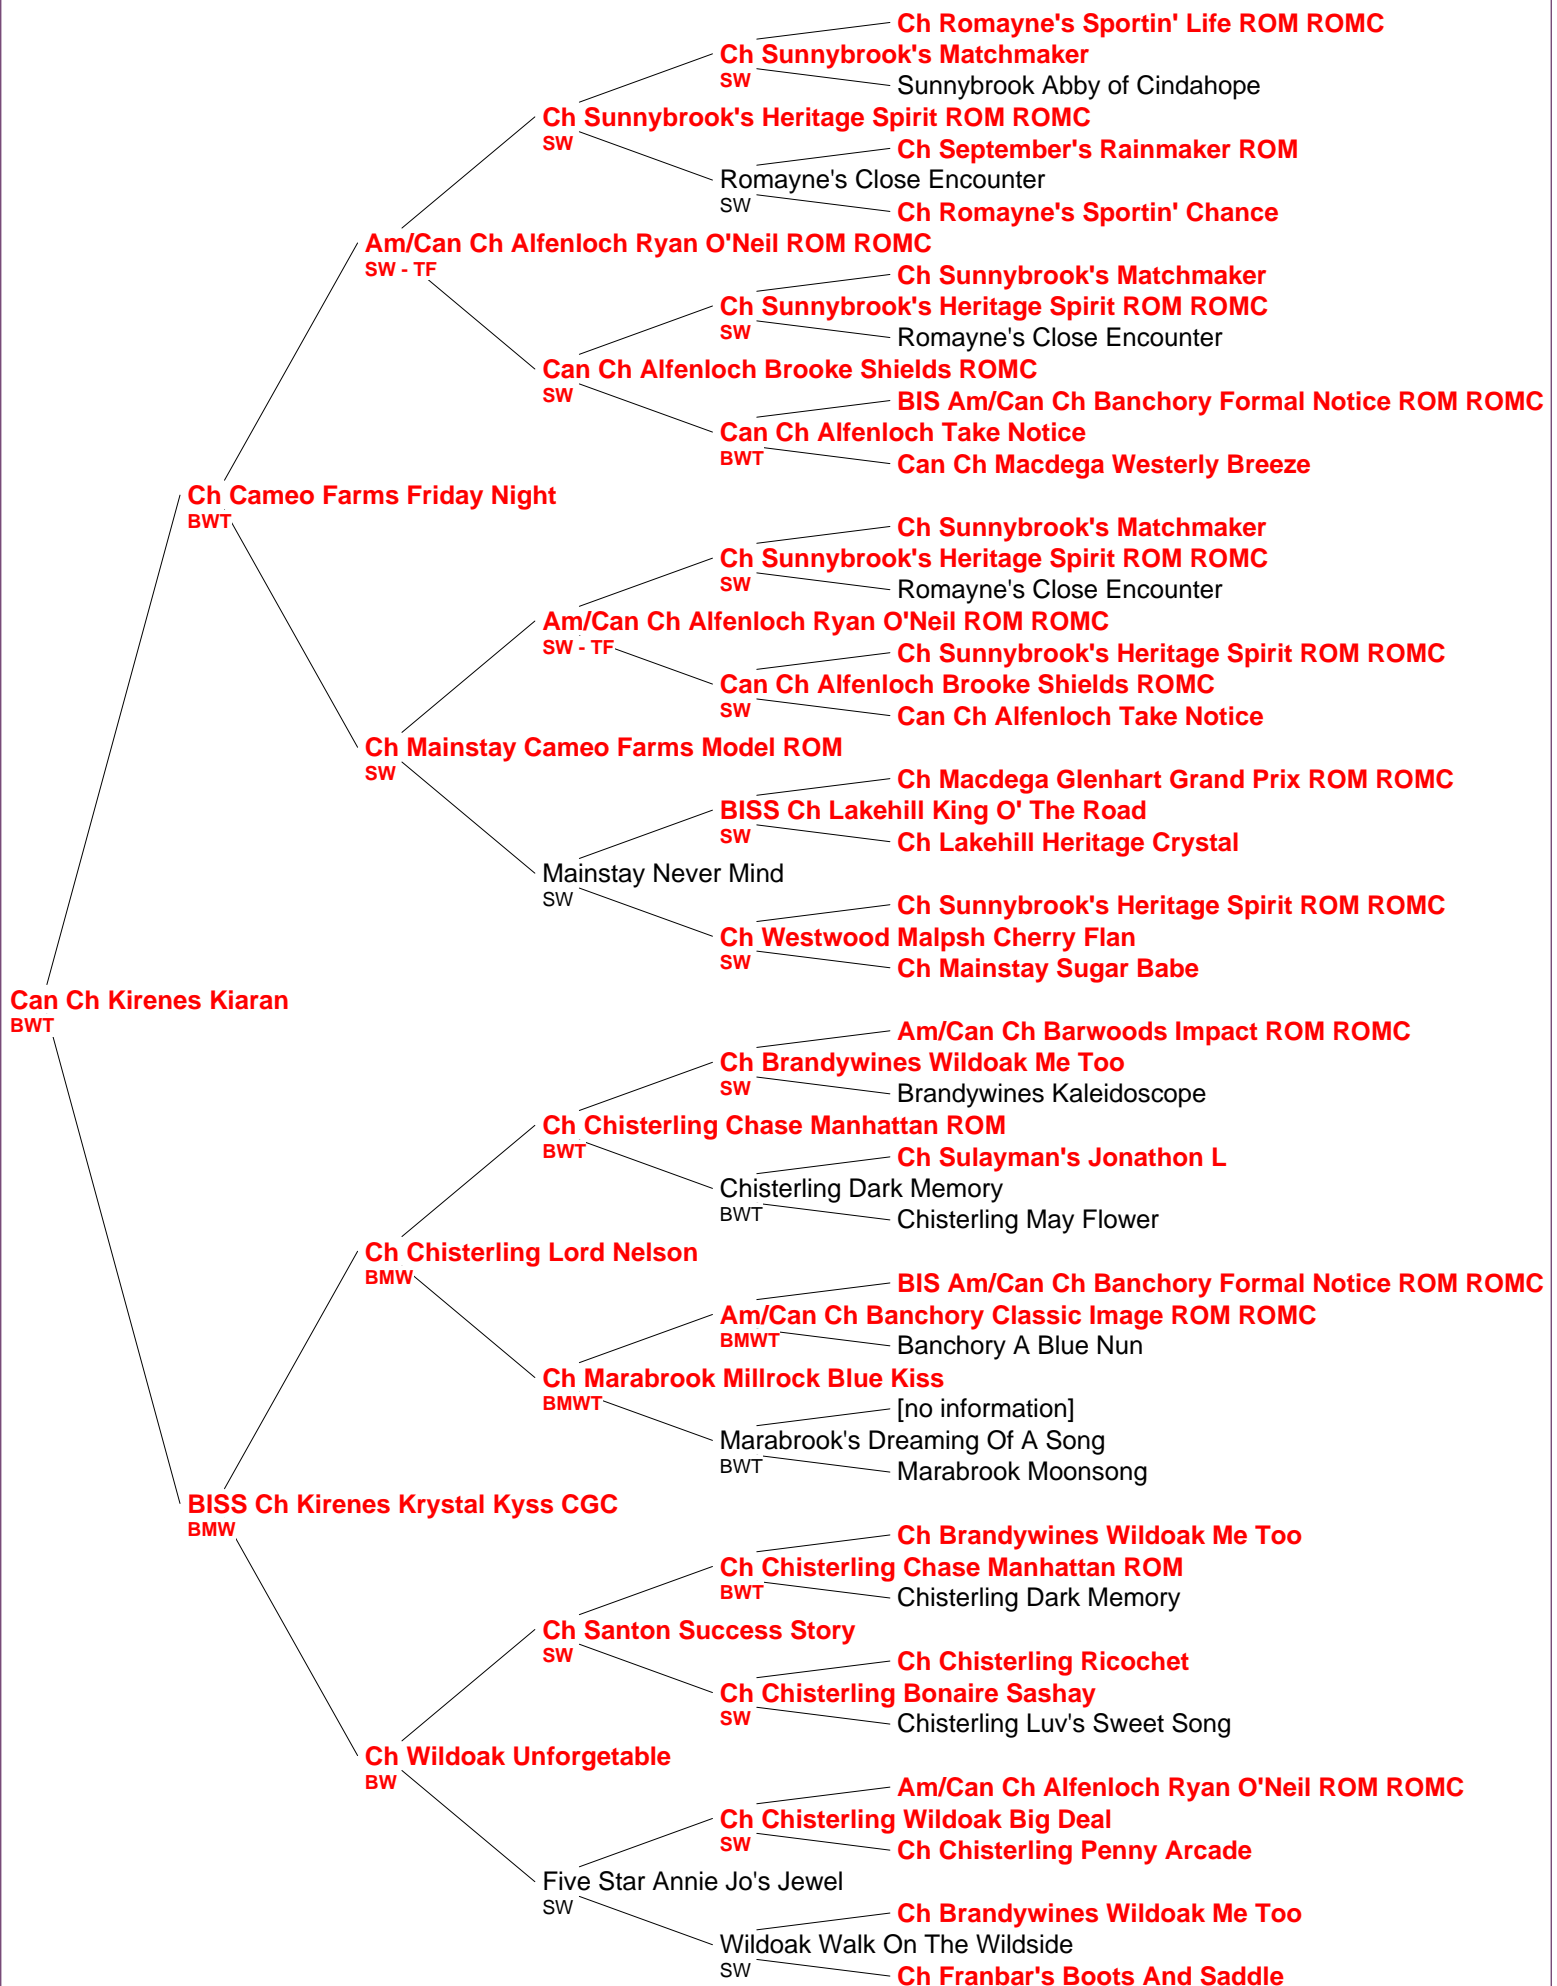 Ch Romayne's Sportin' Life ROM ROMC
Ch Sunnybrook's Matchmaker
SW
Sunnybrook Abby of Cindahope
Ch Sunnybrook's Heritage Spirit ROM ROMC
SW
Ch September's Rainmaker ROM
Romayne's Close Encounter
SW
Ch Romayne's Sportin' Chance
Am/Can Ch Alfenloch Ryan O'Neil ROM ROMC
SW - TF
Ch Sunnybrook's Matchmaker
Ch Sunnybrook's Heritage Spirit ROM ROMC
SW
Romayne's Close Encounter
Can Ch Alfenloch Brooke Shields ROMC
SW
BIS Am/Can Ch Banchory Formal Notice ROM ROMC
Can Ch Alfenloch Take Notice
BWT
Can Ch Macdega Westerly Breeze
Ch Cameo Farms Friday Night
BWT
Ch Sunnybrook's Matchmaker
Ch Sunnybrook's Heritage Spirit ROM ROMC
SW
Romayne's Close Encounter
Am/Can Ch Alfenloch Ryan O'Neil ROM ROMC
SW - TF
Ch Sunnybrook's Heritage Spirit ROM ROMC
Can Ch Alfenloch Brooke Shields ROMC
SW
Can Ch Alfenloch Take Notice
Ch Mainstay Cameo Farms Model ROM
SW
Ch Macdega Glenhart Grand Prix ROM ROMC
BISS Ch Lakehill King O' The Road
SW
Ch Lakehill Heritage Crystal
Mainstay Never Mind
SW
Ch Sunnybrook's Heritage Spirit ROM ROMC
Ch Westwood Malpsh Cherry Flan
SW
Ch Mainstay Sugar Babe
Can Ch Kirenes Kiaran
BWT
Am/Can Ch Barwoods Impact ROM ROMC
Ch Brandywines Wildoak Me Too
SW
Brandywines Kaleidoscope
Ch Chisterling Chase Manhattan ROM
BWT
Ch Sulayman's Jonathon L
Chisterling Dark Memory
BWT
Chisterling May Flower
Ch Chisterling Lord Nelson
BMW
BIS Am/Can Ch Banchory Formal Notice ROM ROMC
Am/Can Ch Banchory Classic Image ROM ROMC
BMWT
Banchory A Blue Nun
Ch Marabrook Millrock Blue Kiss
BMWT
[no information]
Marabrook's Dreaming Of A Song
BWT
Marabrook Moonsong
BISS Ch Kirenes Krystal Kyss CGC
BMW
Ch Brandywines Wildoak Me Too
Ch Chisterling Chase Manhattan ROM
BWT
Chisterling Dark Memory
Ch Santon Success Story
SW
Ch Chisterling Ricochet
Ch Chisterling Bonaire Sashay
SW
Chisterling Luv's Sweet Song
Ch Wildoak Unforgetable
BW
Am/Can Ch Alfenloch Ryan O'Neil ROM ROMC
Ch Chisterling Wildoak Big Deal
SW
Ch Chisterling Penny Arcade
Five Star Annie Jo's Jewel
SW
Ch Brandywines Wildoak Me Too
Wildoak Walk On The Wildside
SW
Ch Franbar's Boots And Saddle